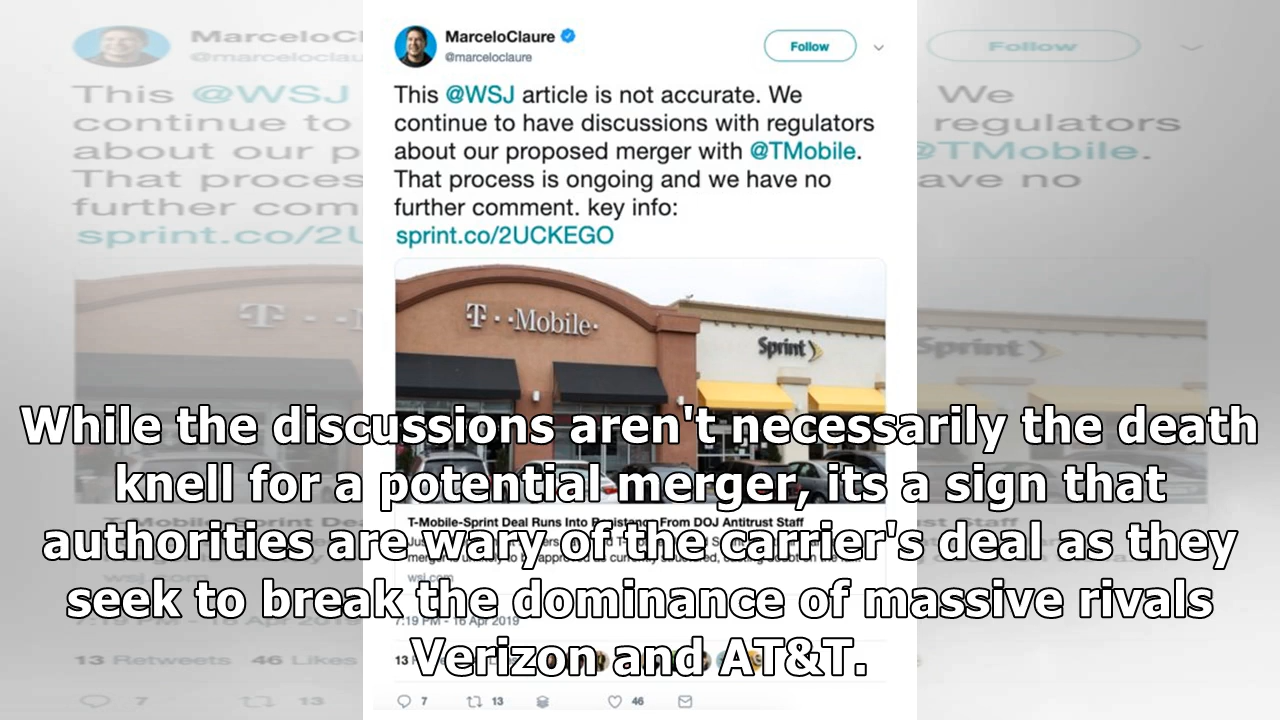 MarceloClaure
@marceloclaure
Follow
This @WSJ article is not accurate. We
continue to have discussions with regulators
about our proposed merger with @TMobile.
That process is ongoing and we have no
further comment. key info:
sprint.co/2UCKEGO
T··Mobile·
Sprint
While the discussions aren't necessarily the death
knell for a potential merger, its a sign that
T-Mobile-Sprint Deal Runs Into Resistance From DOJ Antitrust Staff
authorities are wary of the carrier's deal as they
wsj.com
seek to break the dominance of massive rivals
7:19 PM - 16 Apr 2019
Verizon and AT&T.
7 13 46